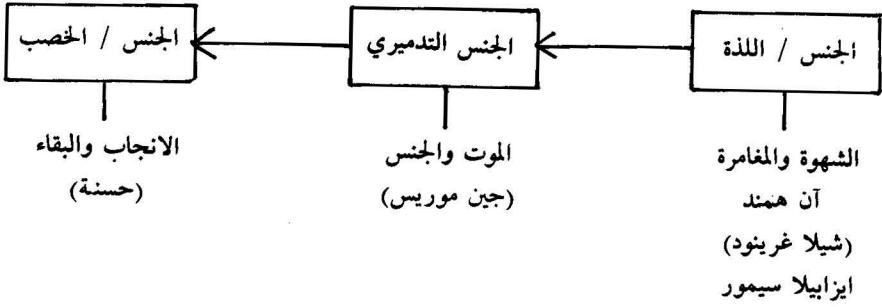 الجنس / اللذة
الجنس التدميري
الجنس / الخصب
الشهوة والمغامرة
آن همند
(شيلا غرينود)
ايزابيلا سيمور
الموت والجنس
(جين موريس)
الانجاب والبقاء
(حسنة)